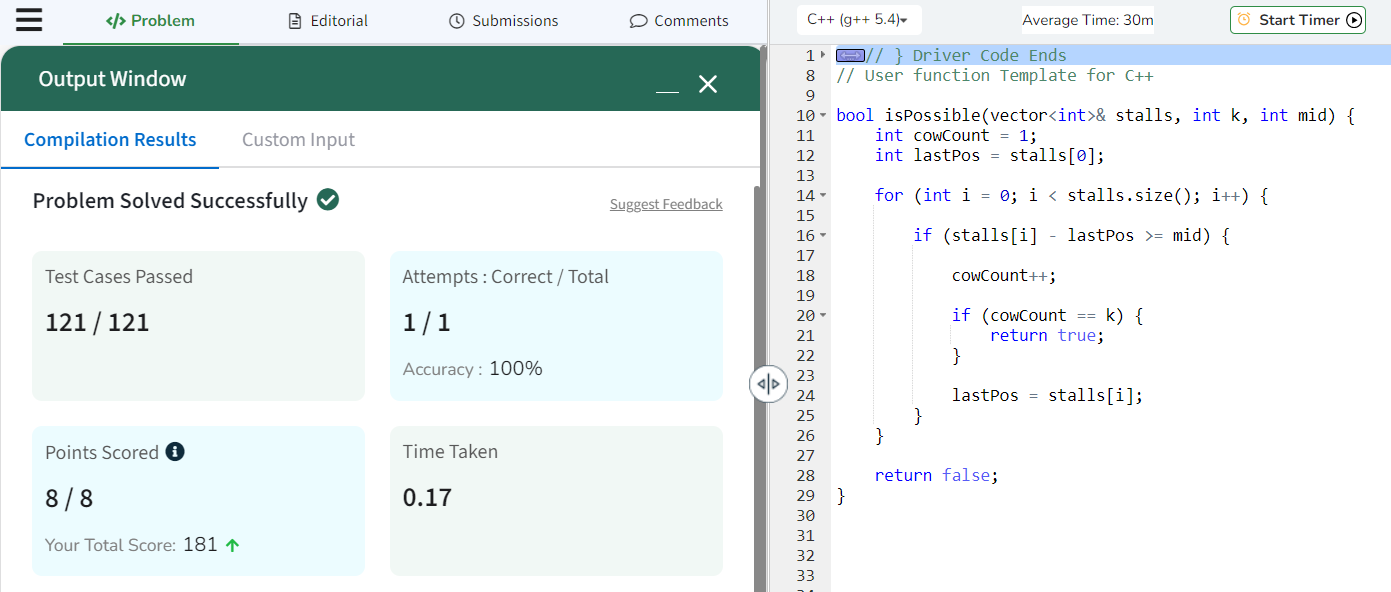 Problem
Editorial
Submissions
Comments
Output Window
Compilation Results
Custom Input
Problem Solved Successfully
Suggest Feedback
Test Cases Passed
121 / 121
Attempts : Correct / Total
1 / 1
Accuracy : 100%
Points Scored
8 / 8
Your Total Score: 181
Time Taken
0.17
C++ (g++ 5.4)
Average Time: 30m
Start Timer
1 // } Driver Code Ends
8 // User function Template for C++
9
10 bool isPossible(vector<int>& stalls, int k, int mid) {
11 int cowCount = 1;
12 int lastPos = stalls[0];
13
14 for (int i = 0; i < stalls.size(); i++) {
15
16 if (stalls[i] - lastPos >= mid) {
17
18 cowCount++;
19
20 if (cowCount == k) {
21 return true;
22 }
23
24 lastPos = stalls[i];
25 }
26 }
27
28 return false;
29 }
30
31
32
33